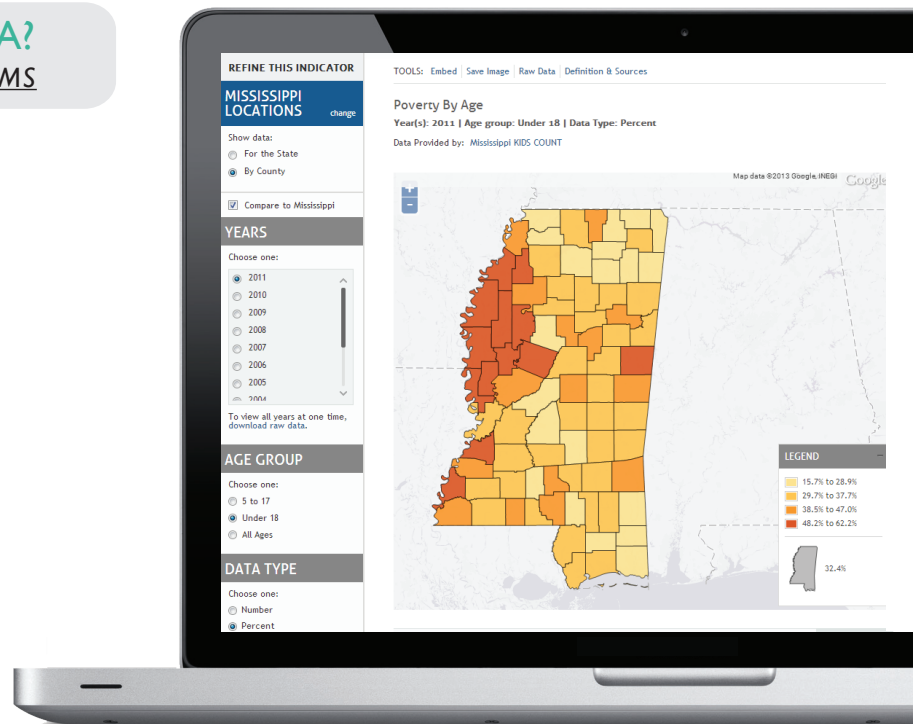 A?
MS
REFINE THIS INDICATOR
MISSISSIPPI
LOCATIONS change
Show data:
For the State
By County
Compare to Mississippi
YEARS
Choose one:
2011
2010
2009
2008
2007
2006
2005
2004
To view all years at one time,
download raw data.
AGE GROUP
Choose one:
5 to 17
Under 18
All Ages
DATA TYPE
Choose one:
Number
Percent
TOOLS: Embed | Save Image | Raw Data | Definition & Sources
Poverty By Age
Year(s): 2011 | Age group: Under 18 | Data Type: Percent
Data Provided by: Mississippi KIDS COUNT
Map data ©2013 Google, INEGI Google
+
-
LEGEND –
15.7% to 28.9%
29.7% to 37.7%
38.5% to 47.0%
48.2% to 62.2%
32.4%